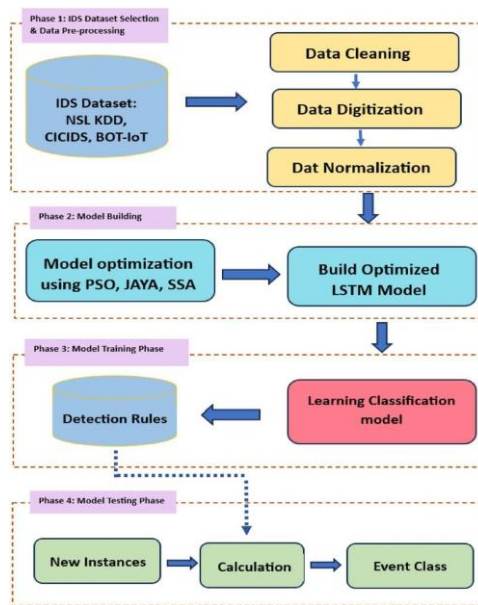 Phase 1: IDS Dataset Selection
& Data Pre-processing
IDS Dataset:
NSL KDD,
CICIDS, BOT-IoT
Data Cleaning
Data Digitization
Dat Normalization
Phase 2: Model Building
Model optimization
using PSO, JAYA, SSA
Build Optimized
LSTM Model
Phase 3: Model Training Phase
Detection Rules
Learning Classification
model
Phase 4: Model Testing Phase
New Instances
Calculation
Event Class